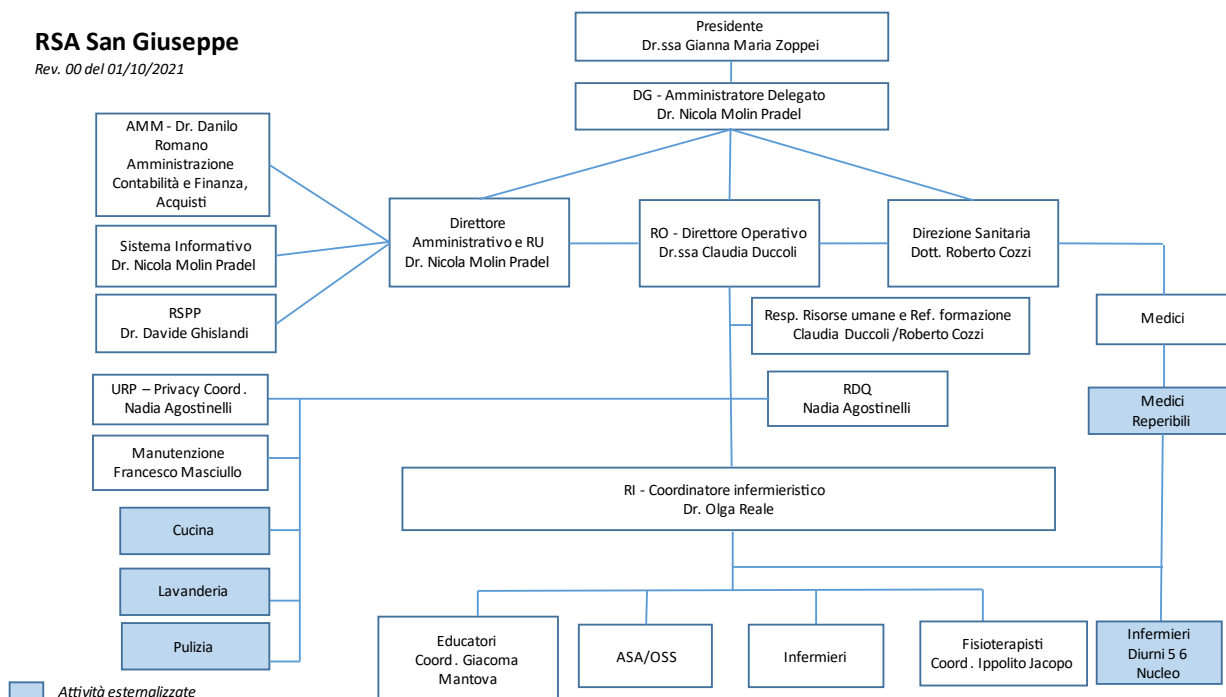 RSA San Giuseppe
Rev. 00 del 01/10/2021
Presidente
Dr.ssa Gianna Maria Zoppei
DG - Amministratore Delegato
Dr. Nicola Molin Pradel
AMM - Dr. Danilo
Romano
Amministrazione
Contabilità e Finanza,
Acquisti
Sistema Informativo
Dr. Nicola Molin Pradel
RSPP
Dr. Davide Ghislandi
Direttore
Amministrativo e RU
Dr. Nicola Molin Pradel
RO - Direttore Operativo
Dr.ssa Claudia Duccoli
Direzione Sanitaria
Dott. Roberto Cozzi
Resp. Risorse umane e Ref. formazione
Claudia Duccoli /Roberto Cozzi
Medici
URP – Privacy Coord .
Nadia Agostinelli
RDQ
Nadia Agostinelli
Medici
Reperibili
Manutenzione
Francesco Masciullo
RI - Coordinatore infermieristico
Dr. Olga Reale
Cucina
Lavanderia
Pulizia
Educatori
Coord . Giacoma
Mantova
ASA/OSS
Infermieri
Fisioterapisti
Coord . Ippolito Jacopo
Infermieri
Diurni 5 6
Nucleo
Attività esternalizzate